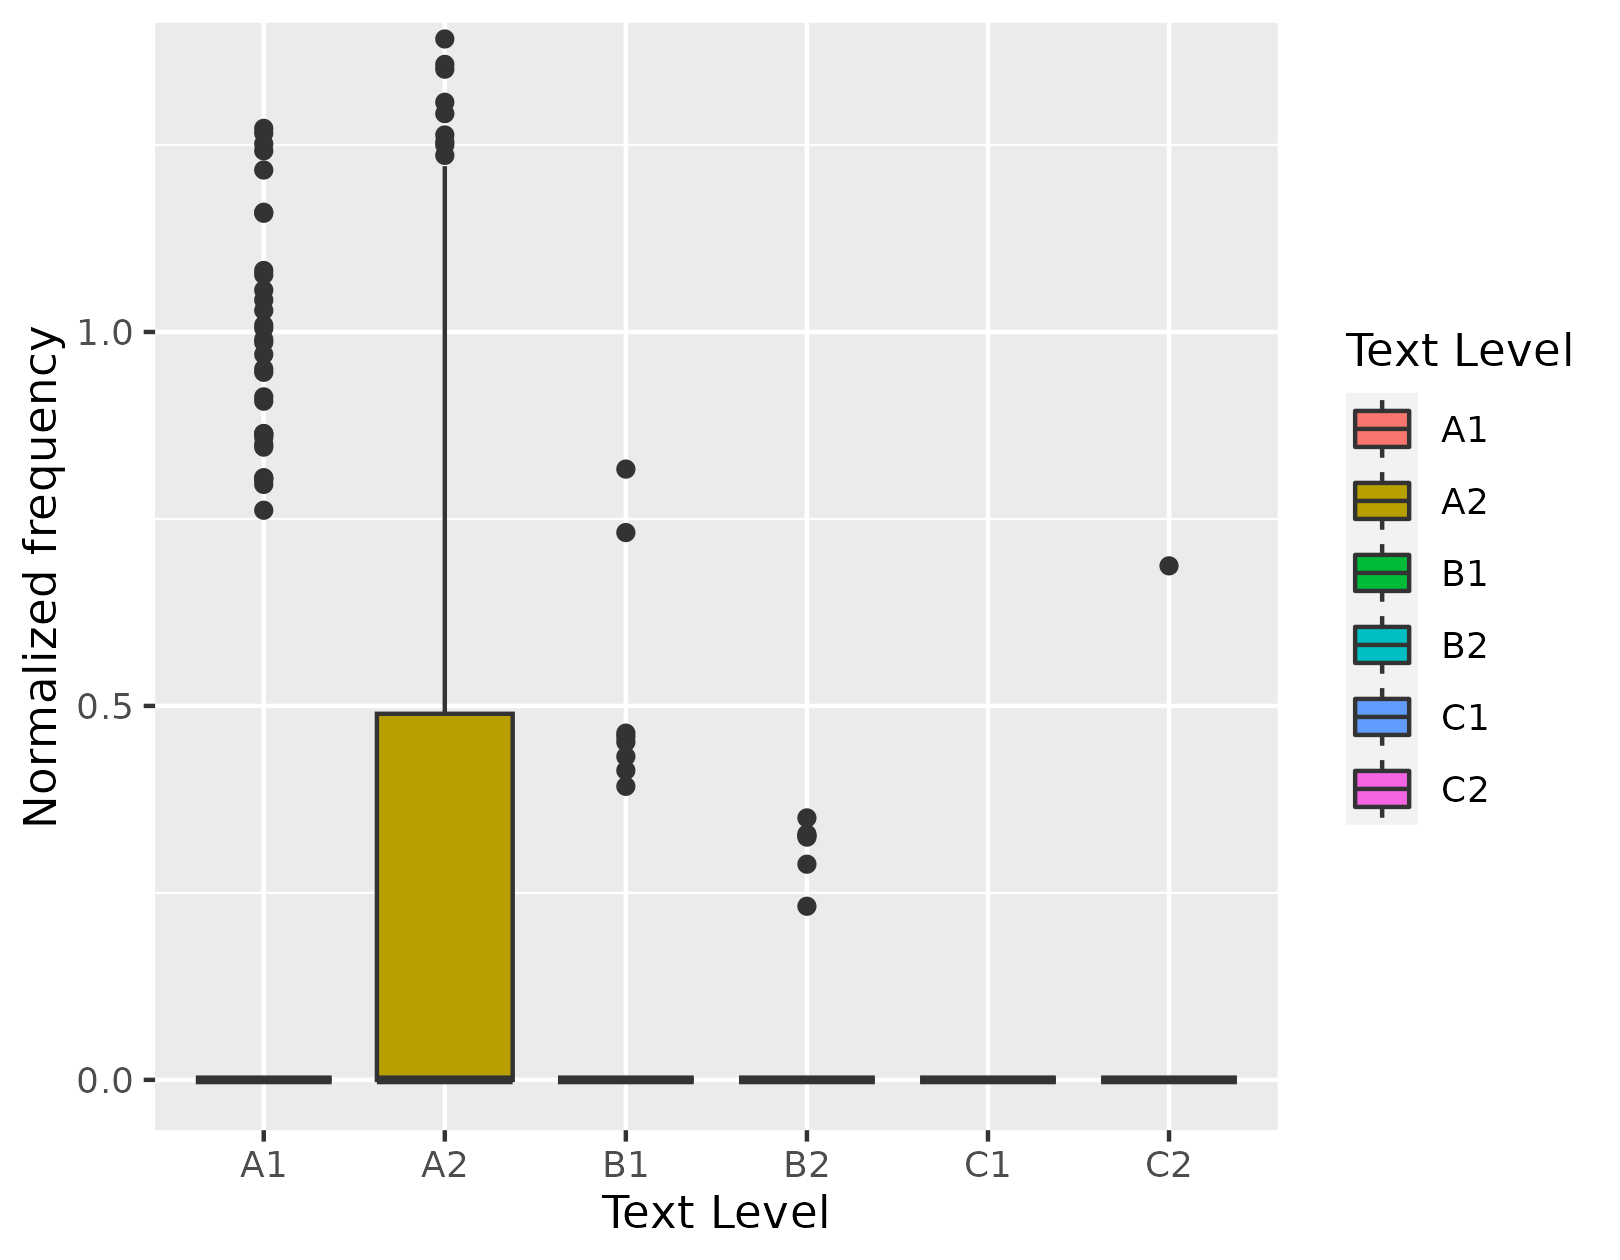 Normalized frequency
1.0
0.5
0.0
A1 A2 B1 B2 C1 C2
Text Level
Text Level
A1
A2
B1
B2
C1
C2